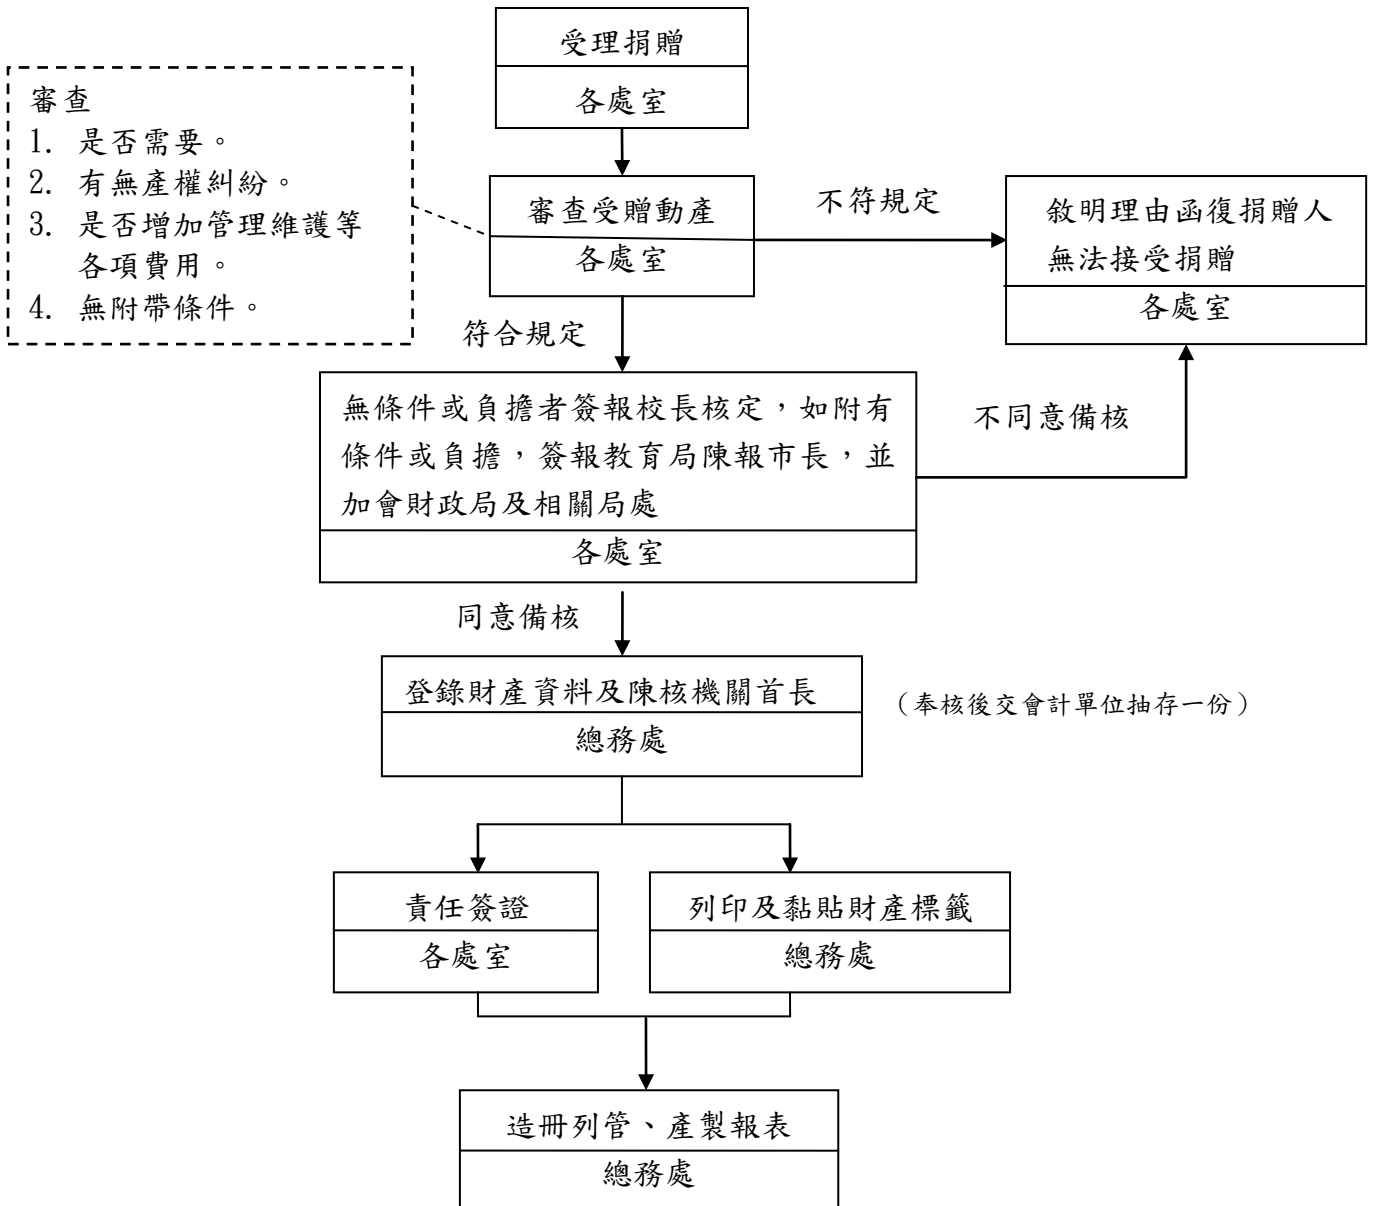 受理捐贈
各處室
審查
1. 是否需要。
2. 有無產權糾紛。
3. 是否增加管理維護等
各項費用。
4. 無附帶條件。
審查受贈動產
各處室
不符規定
敘明理由函復捐贈人
無法接受捐贈
各處室
符合規定
無條件或負擔者簽報校長核定，如附有
條件或負擔，簽報教育局陳報市長，並
加會財政局及相關局處
各處室
不同意備核
同意備核
登錄財產資料及陳核機關首長
總務處
（奉核後交會計單位抽存一份）
責任簽證
各處室
列印及黏貼財產標籤
總務處
造冊列管、產製報表
總務處